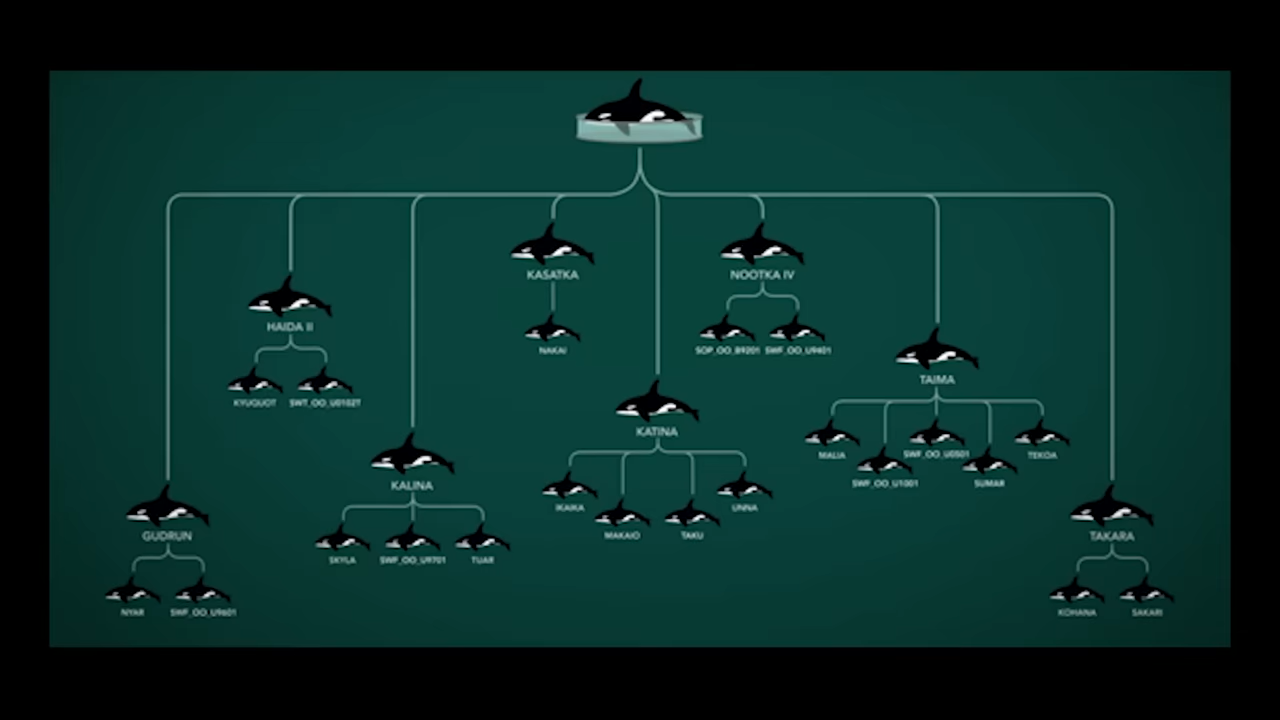 KASATKA
NOOTKA IV
HAIDA II
NAKAI
SOP_OO_B9201 SWF_OO_U9401
TAIMA
KYUQUOT SWT_OO_U0102T
KATINA
MALIA SWF_OO_U0501 TEKOA
KALINA
SWF_OO_U1001 SUMAR
IKAIKA UNNA
GUDRUN
MAKAIO TAKU
TAKARA
SKYLA SWF_OO_U9701 TUAR
NYAR SWF_OO_U9601
KOHANA SAKARI